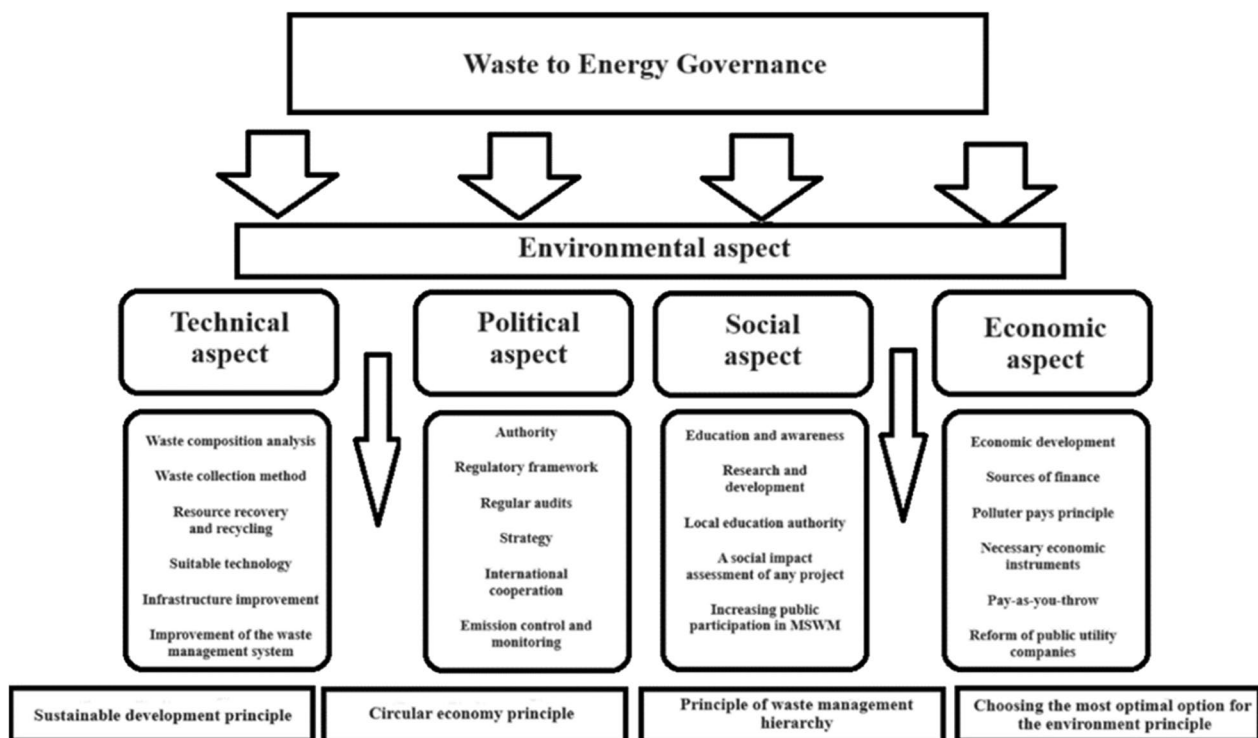 Waste to Energy Governance
Environmental aspect
Technical
aspect
Political
aspect
Social
aspect
Economic
aspect
Waste composition analysis
Waste collection method
Resource recovery
and recycling
Suitable technology
Infrastructure improvement
Improvement of the waste
management system
Authority
Regulatory framework
Regular audits
Strategy
International
cooperation
Emission control and
monitoring
Education and awareness
Research and
development
Local education authority
A social impact
assessment of any project
Increasing public
participation in MSWM
Economic development
Sources of finance
Polluter pays principle
Necessary economic
instruments
Pay-as-you-throw
Reform of public utility
companies
Sustainable development principle
Circular economy principle
Principle of waste management
hierarchy
Choosing the most optimal option for
the environment principle